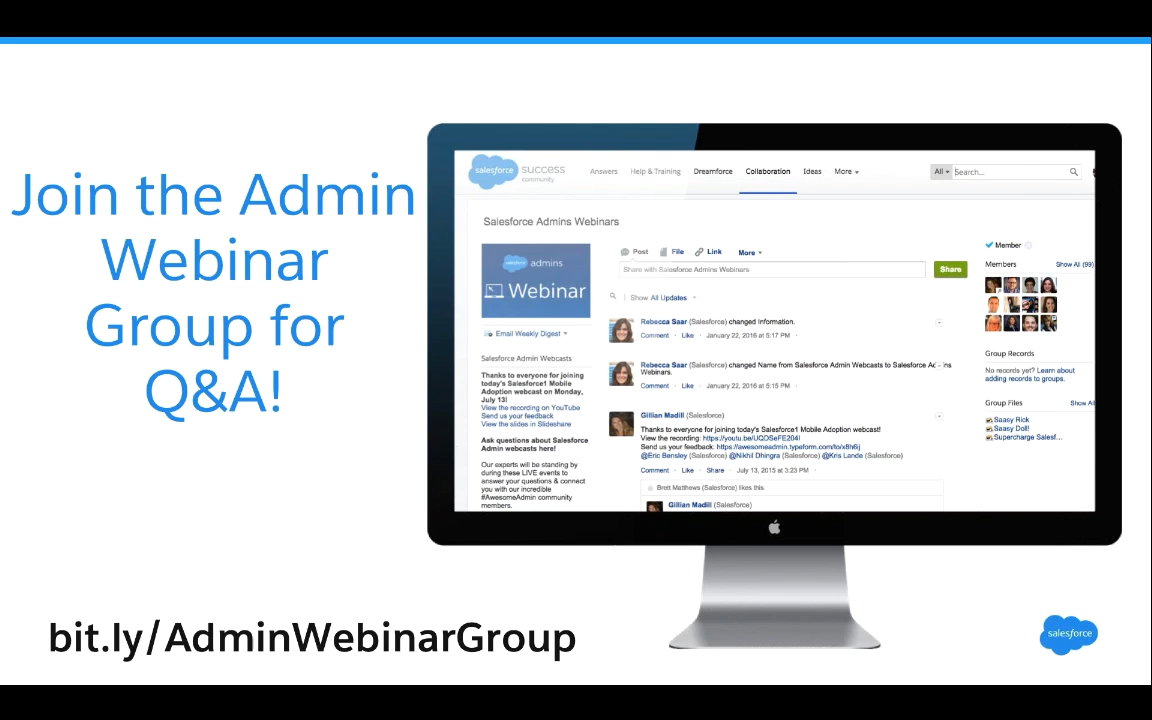 Join the Admin
Webinar
Group for
Q&A!
bit.ly/AdminWebinarGroup
salesforce
success
community
Answers
Help & Training
Dreamforce
Collaboration
Ideas
More
All
Search...
Salesforce Admins Webinars
admins
Webinar
Email Weekly Digest
Salesforce Admin Webcasts
Thanks to everyone for joining
today's Salesforce1 Mobile
Adoption webcast on Monday,
July 13!
View the recording on YouTube
Send us your feedback
View the slides in Slideshare
Ask questions about Salesforce
Admin webcasts here!
Our experts will be standing by
during these LIVE events to
answer your questions & connect
you with our incredible
#AwesomeAdmin community
members.
Post
File
Link
More
Share with Salesforce Admins Webinars
Share
Show All Updates
Rebecca Saar (Salesforce) changed Information.
Comment · Like · January 22, 2016 at 5:17 PM ·
Rebecca Saar (Salesforce) changed Name from Salesforce Admin Webcasts to Salesforce
Webinars.
Comment · Like · January 22, 2016 at 5:15 PM ·
Gillian Madill (Salesforce)
Thanks to everyone for joining today's Salesforce1 Mobile Adoption webcast!
View the recording:
Send us your feedback:
@Eric Bensley (Salesforce) @Nikhil Dhingra (Salesforce) @Kris Lande (Salesforce)
Comment · Like · Share · July 13, 2015 at 3:23 PM ·
Brett Matthews (Salesforce) likes this.
Gillian Madill (Salesforce)
Member
Members
Show All (99)
Group Records
No records yet? Learn about
adding records to groups.
Group Files
Show All
Saasy Rick
Saasy Doll!
Supercharge Salesf...
salesforce